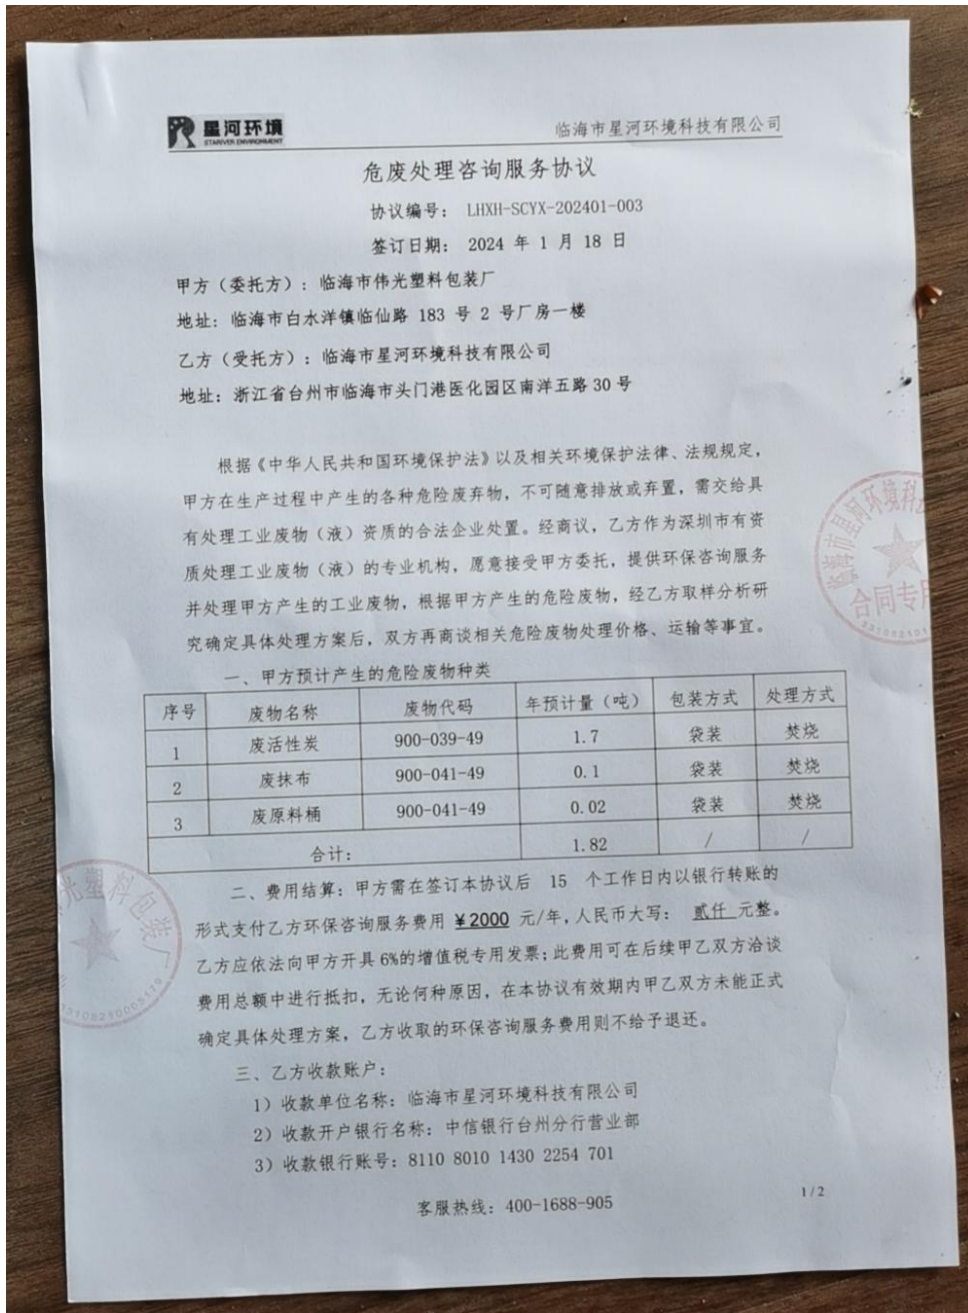 星河环境
STARIVER ENVIRONMENT
临海市星河环境科技有限公司
危废处理咨询服务协议
协议编号： LHXH-SCYX-202401-003
签订日期： 2024 年 1 月 18 日
甲方（委托方）：临海市伟光塑料包装厂
地址：临海市白水洋镇临仙路 183 号 2 号厂房一楼
乙方（受托方）：临海市星河环境科技有限公司
地址：浙江省台州市临海市头门港医化园区南洋五路 30 号
根据《中华人民共和国环境保护法》以及相关环境保护法律、法规规定，
甲方在生产过程中产生的各种危险废弃物，不可随意排放或弃置，需交给具
有处理工业废物（液）资质的合法企业处置。经商议，乙方作为深圳市有资
质处理工业废物（液）的专业机构，愿意接受甲方委托，提供环保咨询服务
并处理甲方产生的工业废物，根据甲方产生的危险废物，经乙方取样分析研
究确定具体处理方案后，双方再商谈相关危险废物处理价格、运输等事宜。
一、甲方预计产生的危险废物种类
序号 废物名称 废物代码 年预计量（吨） 包装方式 处理方式
1 废活性炭 900-039-49 1.7 袋装 焚烧
2 废抹布 900-041-49 0.1 袋装 焚烧
3 废原料桶 900-041-49 0.02 袋装 焚烧
合计： 1.82 / /
二、费用结算：甲方需在签订本协议后 15 个工作日内以银行转账的
形式支付乙方环保咨询服务费用 ￥2000 元/年，人民币大写： 贰仟 元整。
乙方应依法向甲方开具 6%的增值税专用发票；此费用可在后续甲乙双方洽谈
费用总额中进行抵扣，无论何种原因，在本协议有效期内甲乙双方未能正式
确定具体处理方案，乙方收取的环保咨询服务费用则不给予退还。
三、乙方收款账户：
1）收款单位名称：临海市星河环境科技有限公司
2）收款开户银行名称：中信银行台州分行营业部
3）收款银行账号：8110 8010 1430 2254 701
客服热线：400-1688-905
1 / 2
临海市星河环境科
合同专用
光塑料包装厂